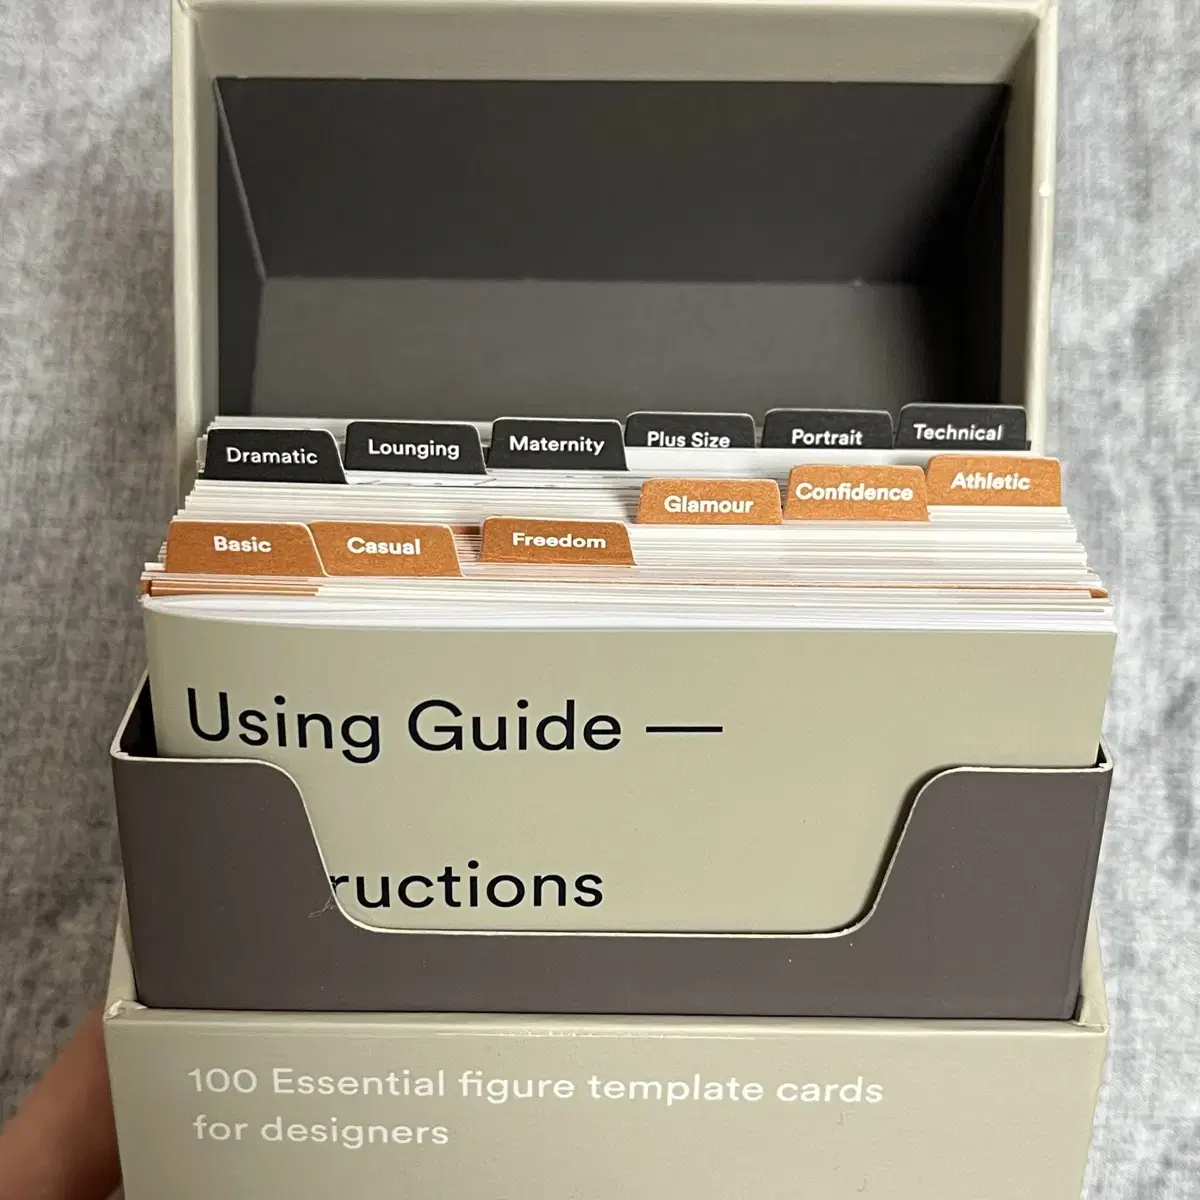 Dramatic
Lounging
Maternity
Plus Size
Portrait
Technical
Glamour
Confidence
Athletic
Basic
Casual
Freedom
Using Guide —
ructions
100 Essential figure template cards
for designers